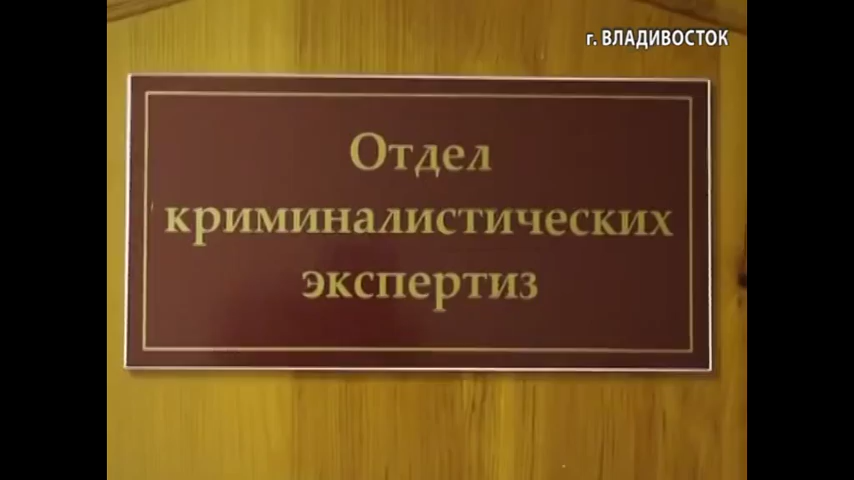 г. ВЛАДИВОСТОК
Отдел
криминалистических
экспертиз